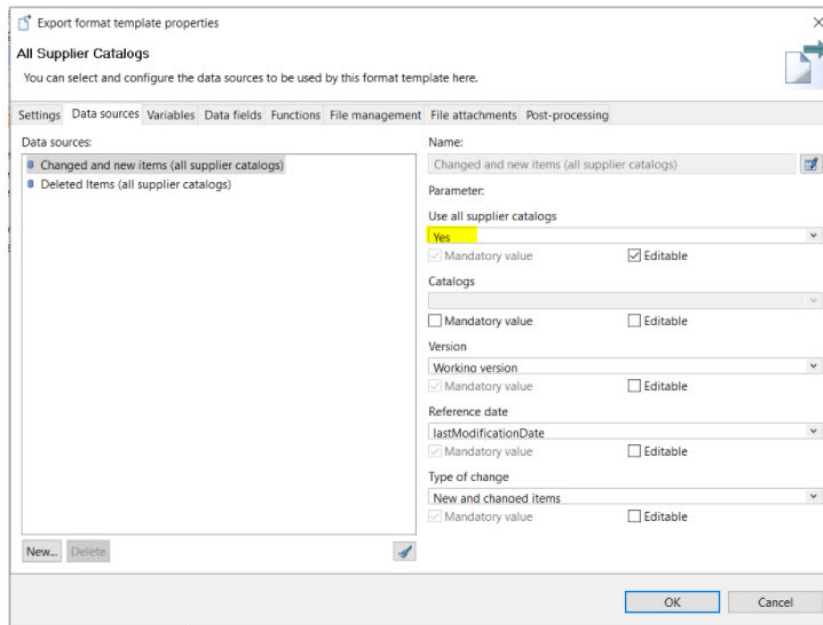 Export format template properties
All Supplier Catalogs
You can select and configure the data sources to be used by this format template here.
Settings Data sources Variables Data fields Functions File management File attachments Post-processing
Data sources:
Changed and new items (all supplier catalogs)
Deleted Items (all supplier catalogs)
New... Delete
Name:
Changed and new items (all supplier catalogs)
Parameter:
Use all supplier catalogs
Yes
Mandatory value Editable
Catalogs
Mandatory value Editable
Version
Working version
Mandatory value Editable
Reference date
lastModificationDate
Mandatory value Editable
Type of change
New and changed items
Mandatory value Editable
OK Cancel